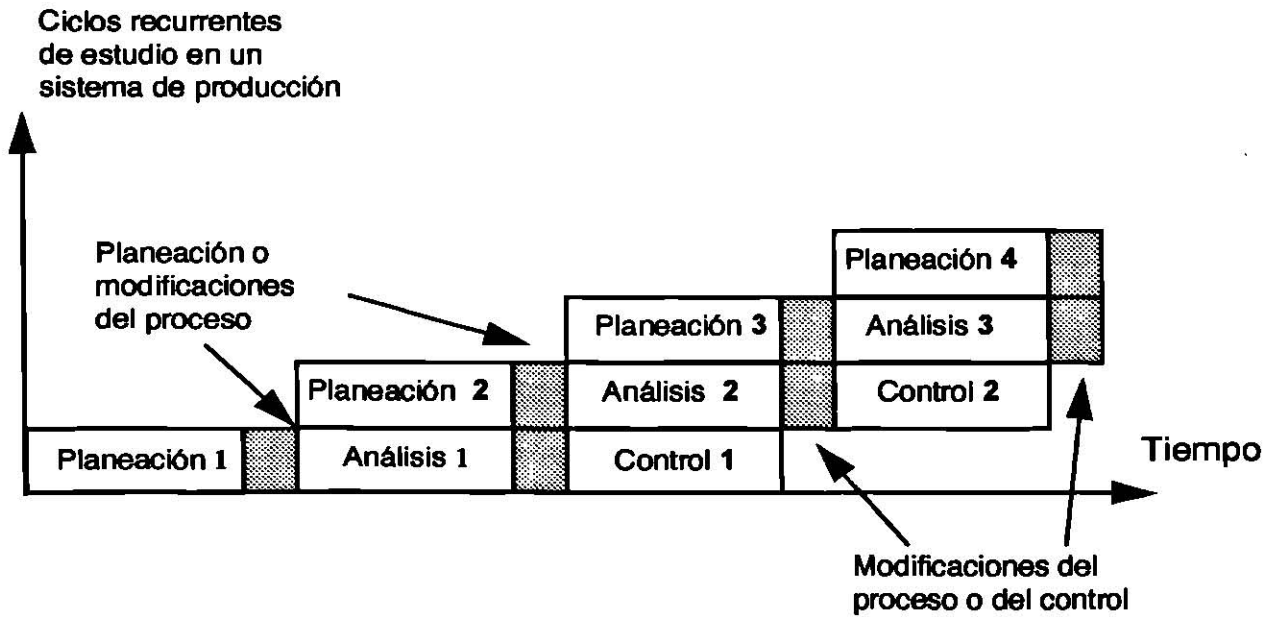 Ciclos recurrentes
de estudio en un
sistema de producción
Planeación o
modificaciones
del proceso
Planeación 4
Planeación 3
Análisis 3
Planeación 2
Análisis 2
Control 2
Planeación 1
Análisis 1
Control 1
Tiempo
Modificaciones del
proceso o del control